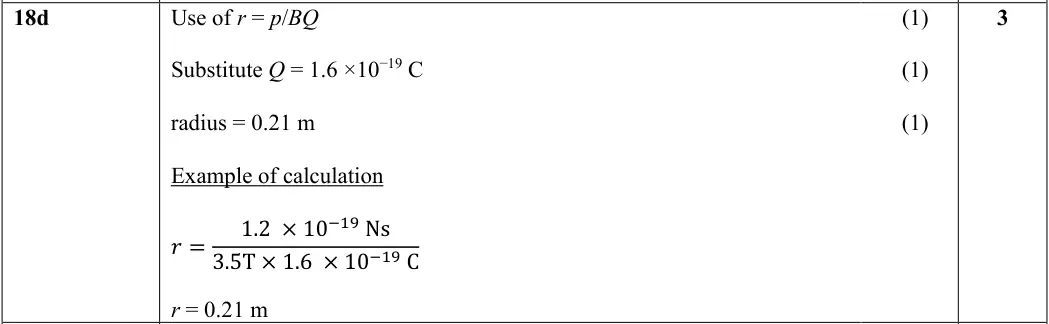 18d Use of r = p/BQ (1) 3
Substitute Q = 1.6 ×10⁻¹⁹ C (1)
radius = 0.21 m (1)
Example of calculation
r = 1.2 × 10⁻¹⁹ Ns / 3.5T × 1.6 × 10⁻¹⁹ C
r = 0.21 m